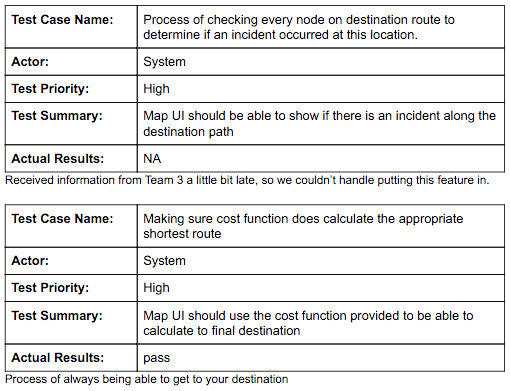 Test Case Name: Process of checking every node on destination route to
determine if an incident occurred at this location.
Actor: System
Test Priority: High
Test Summary: Map UI should be able to show if there is an incident along the
destination path
Actual Results: NA
Received information from Team 3 a little bit late, so we couldn't handle putting this feature in.
Test Case Name: Making sure cost function does calculate the appropriate
shortest route
Actor: System
Test Priority: High
Test Summary: Map UI should use the cost function provided to be able to
calculate to final destination
Actual Results: pass
Process of always being able to get to your destination